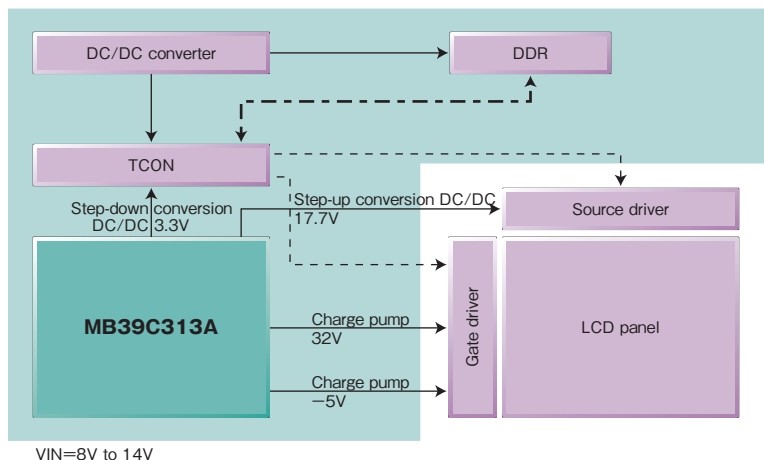 DC/DC converter
DDR
TCON
Step-down conversion
DC/DC 3.3V
Step-up conversion DC/DC
17.7V
Source driver
MB39C313A
Charge pump
32V
Gate driver
LCD panel
Charge pump
−5V
VIN=8V to 14V